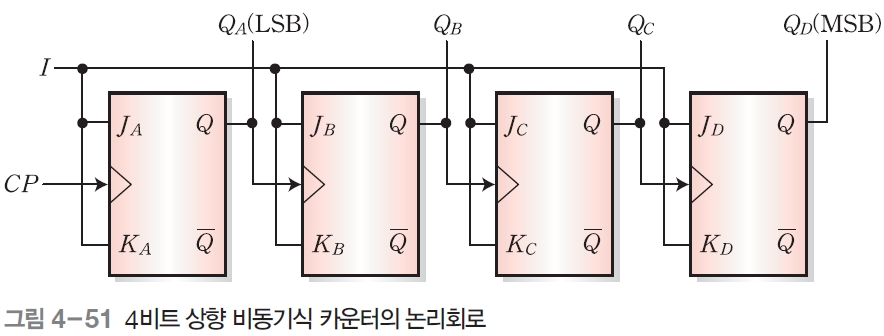 Q_A(LSB) Q_B Q_C Q_D(MSB)
I
J_A Q J_B Q J_C Q J_D Q
CP
K_A Q̅ K_B Q̅ K_C Q̅ K_D Q̅
그림 4-51 4비트 상향 비동기식 카운터의 논리회로